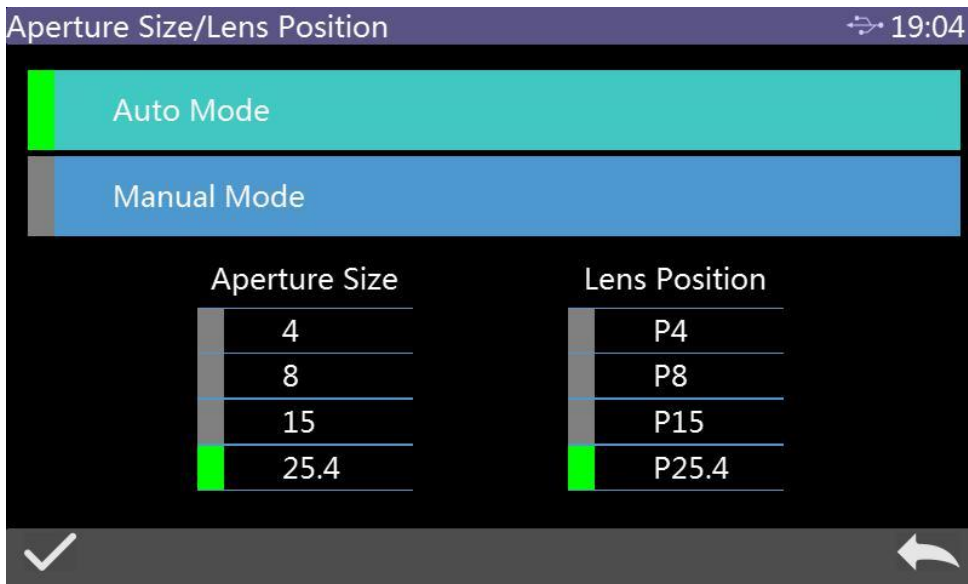 Aperture Size/Lens Position 19:04
Auto Mode
Manual Mode
Aperture Size Lens Position
4 P4
8 P8
15 P15
25.4 P25.4